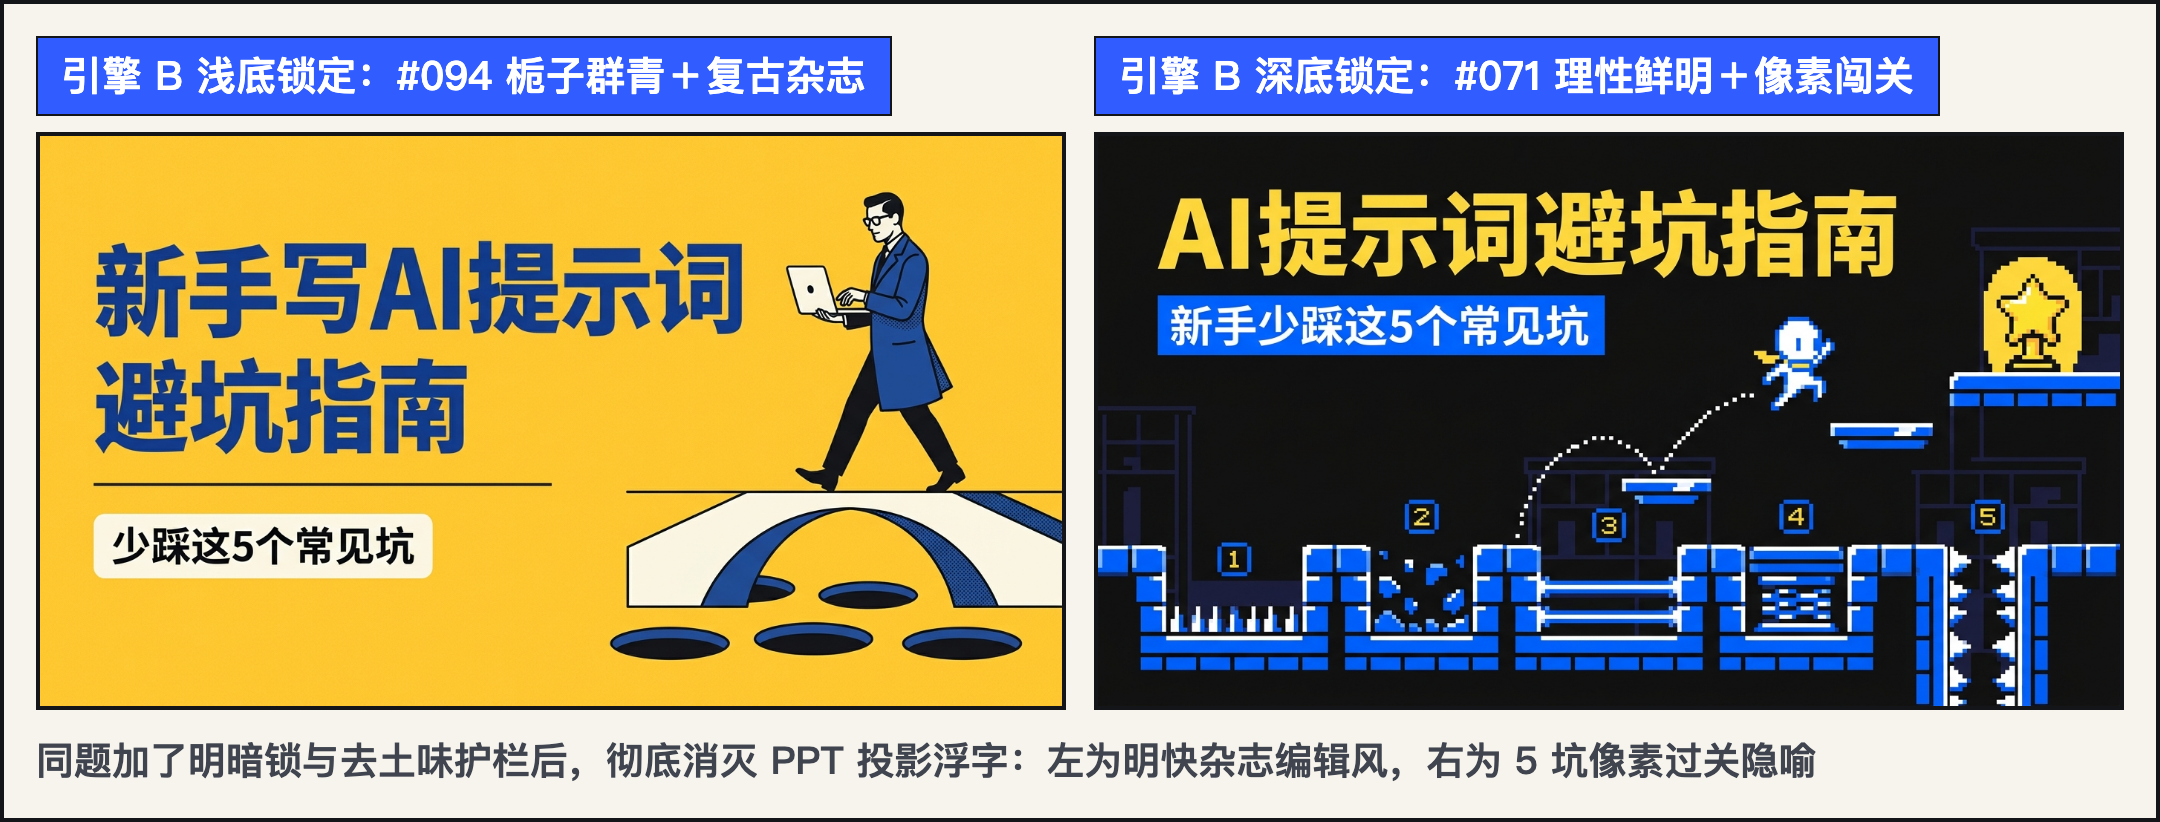 引擎 B 浅底锁定：#094 栀子群青＋复古杂志
新手写AI提示词
避坑指南
少踩这5个常见坑
引擎 B 深底锁定：#071 理性鲜明＋像素闯关
AI提示词避坑指南
新手少踩这5个常见坑
1
2
3
4
5
同题加了明暗锁与去土味护栏后，彻底消灭 PPT 投影浮字：左为明快杂志编辑风，右为 5 坑像素过关隐喻